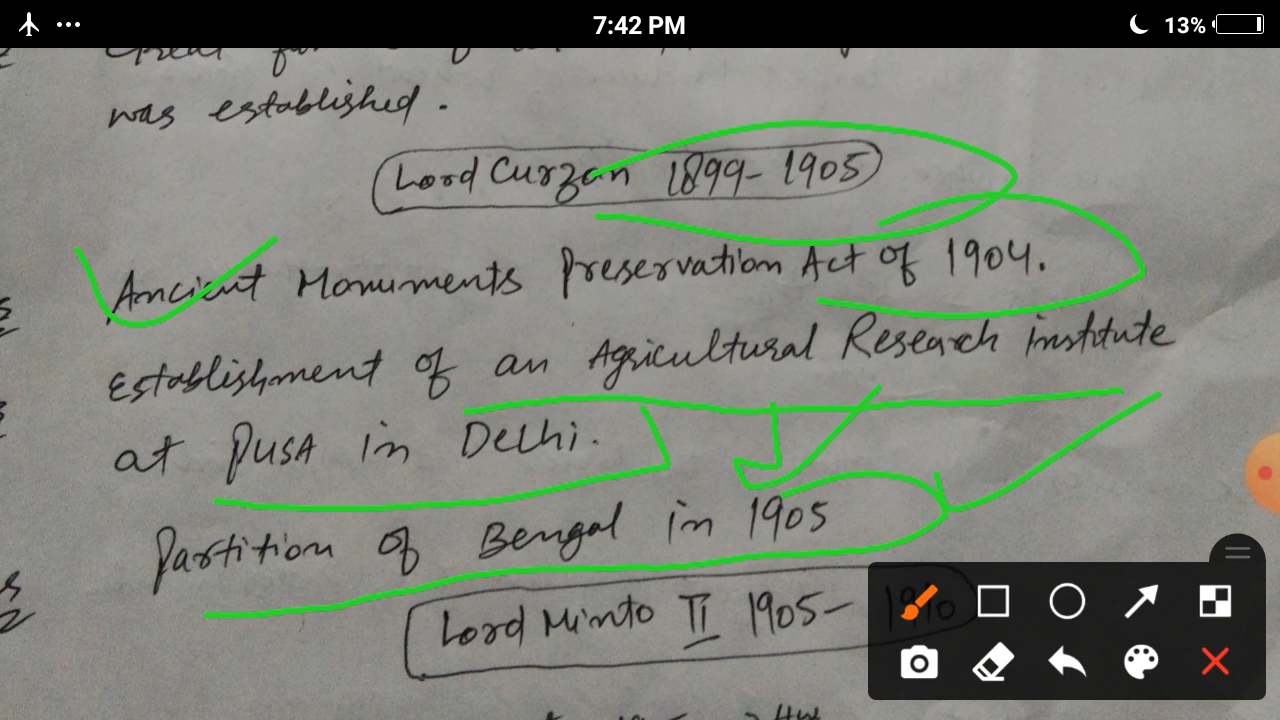 7:42 PM 13%
was established.
Lord Curzon 1899-1905
Ancient Monuments Preservation Act of 1904.
Establishment of an Agricultural Research institute
at PUSA in Delhi.
Partition of Bengal in 1905
Lord Minto II 1905-1910